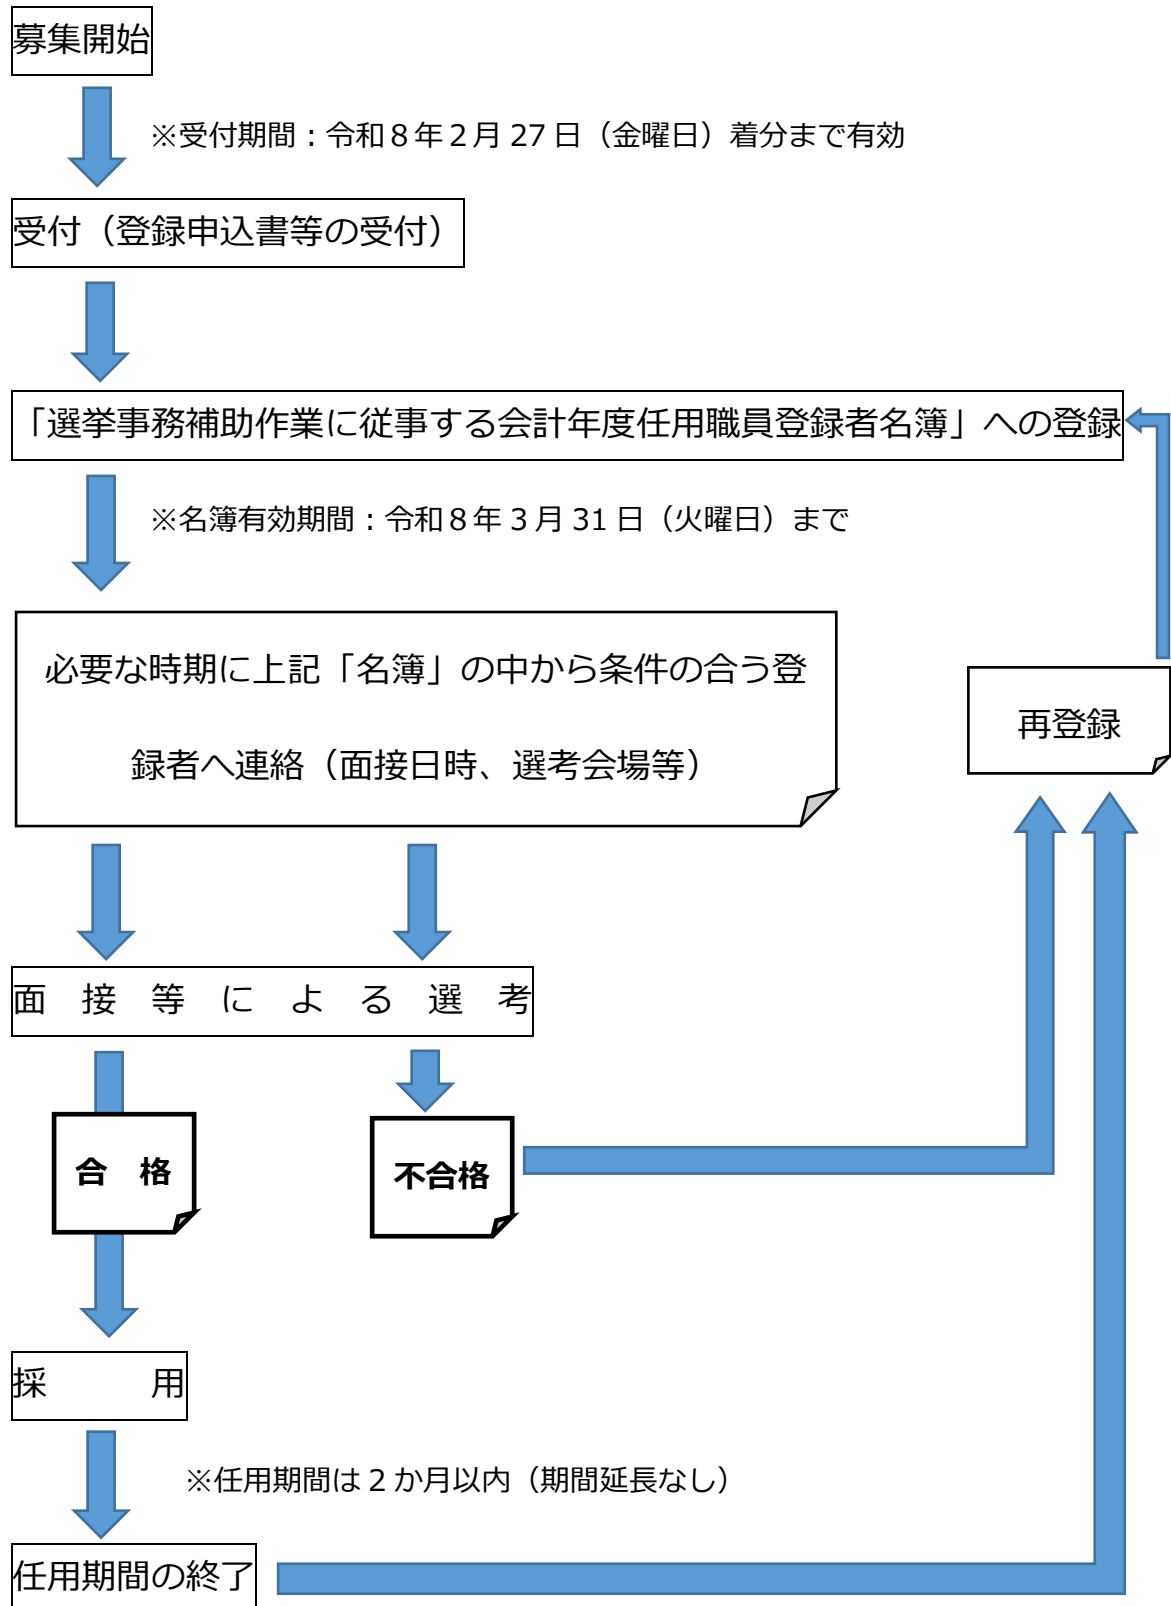 募集開始
※受付期間：令和８年２月 27 日（金曜日）着分まで有効
受付（登録申込書等の受付）
「選挙事務補助作業に従事する会計年度任用職員登録者名簿」への登録
※名簿有効期間：令和８年３月 31 日（火曜日）まで
必要な時期に上記「名簿」の中から条件の合う登
録者へ連絡（面接日時、選考会場等）
再登録
面　接　等　に　よ　る　選　考
合　格
不合格
採　　　用
※任用期間は２か月以内（期間延長なし）
任用期間の終了